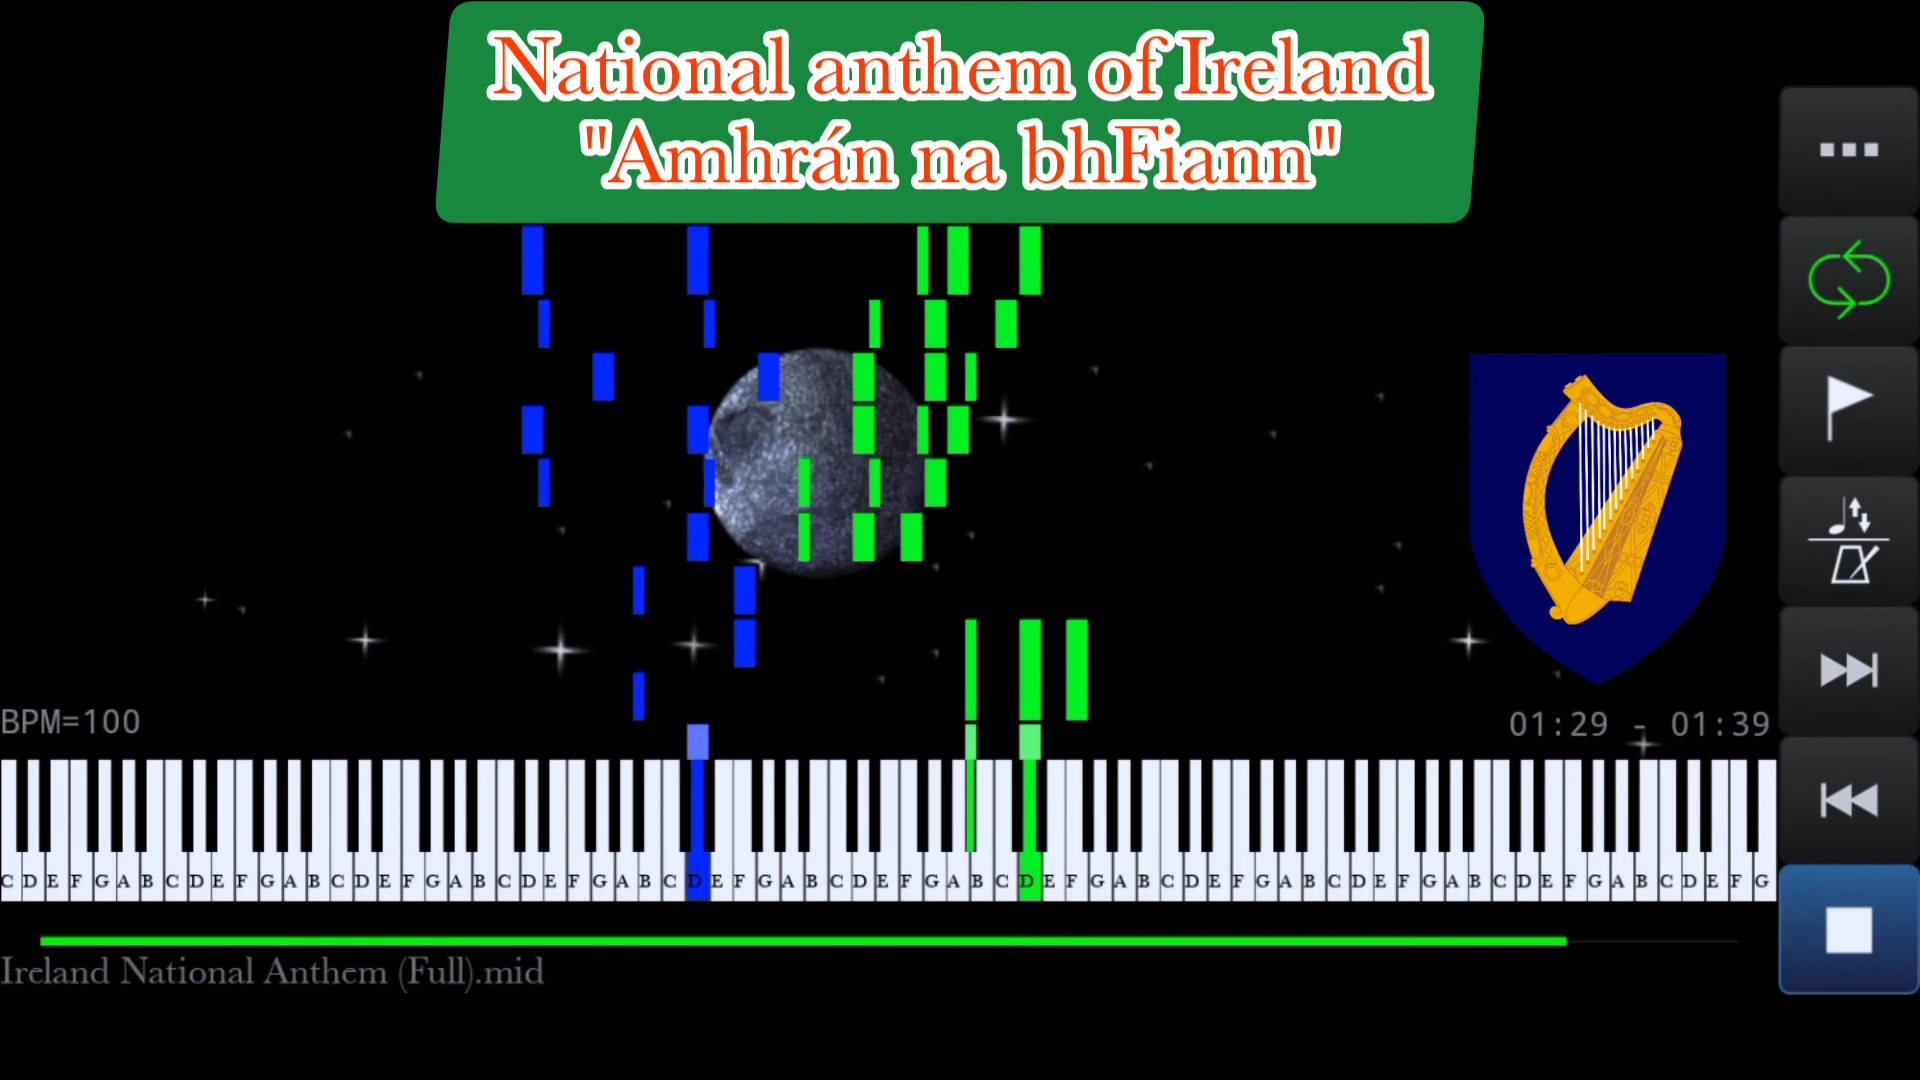 National anthem of Ireland
"Amhrán na bhFiann"
BPM=100
01:29 - 01:39
C D E F G A B C D E F G A B C D E F G A B C D E F G A B C D E F G A B C D E F G A B C D E F G A B C D E F G A B C D E F G A B C D E F G A B C D E F G A B C D E F G
Ireland National Anthem (Full).mid